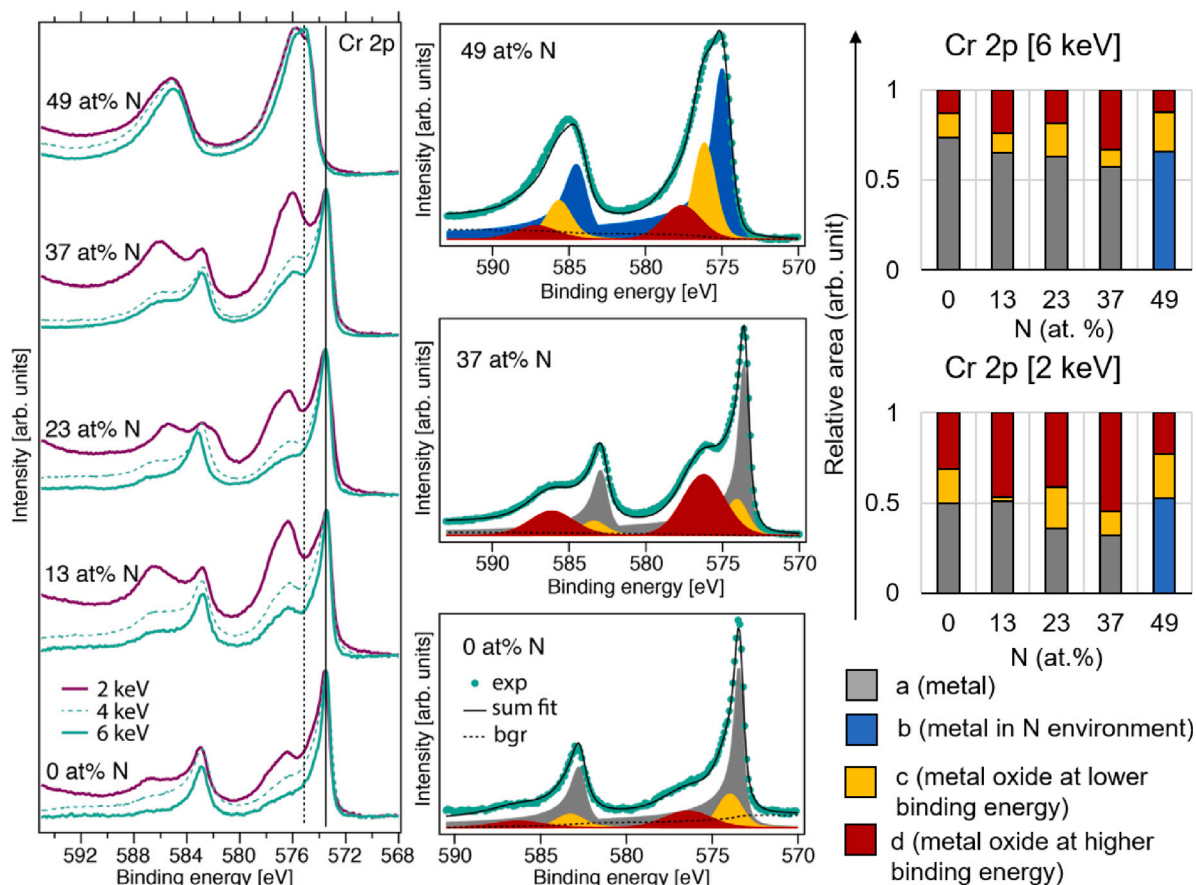 Cr 2p
49 at% N
37 at% N
23 at% N
13 at% N
2 keV
4 keV
6 keV
0 at% N
592 588 584 580 576 572 568
Binding energy [eV]
Intensity [arb. units]
49 at% N
Intensity [arb. units]
590 585 580 575 570
Binding energy [eV]
37 at% N
Intensity [arb. units]
590 585 580 575 570
Binding energy [eV]
0 at% N
exp
sum fit
bgr
Intensity [arb. units]
590 585 580 575 570
Binding energy [eV]
Relative area (arb. unit)
Cr 2p [6 keV]
1
0.5
0
0 13 23 37 49
N (at. %)
Cr 2p [2 keV]
1
0.5
0
0 13 23 37 49
N (at.%)
a (metal)
b (metal in N environment)
c (metal oxide at lower
binding energy)
d (metal oxide at higher
binding energy)